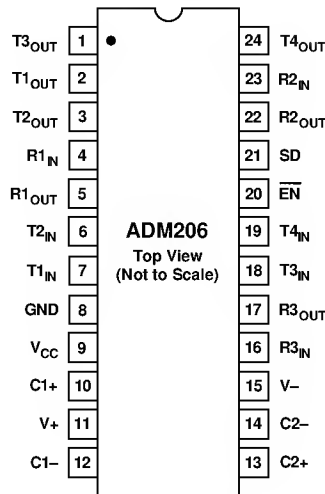 T3OUT 1 24 T4OUT
T1OUT 2 23 R2IN
T2OUT 3 22 R2OUT
R1IN 4 21 SD
R1OUT 5 20 E̅N̅
T2IN 6 ADM206 19 T4IN
Top View
T1IN 7 (Not to Scale) 18 T3IN
GND 8 17 R3OUT
VCC 9 16 R3IN
C1+ 10 15 V–
V+ 11 14 C2–
C1– 12 13 C2+